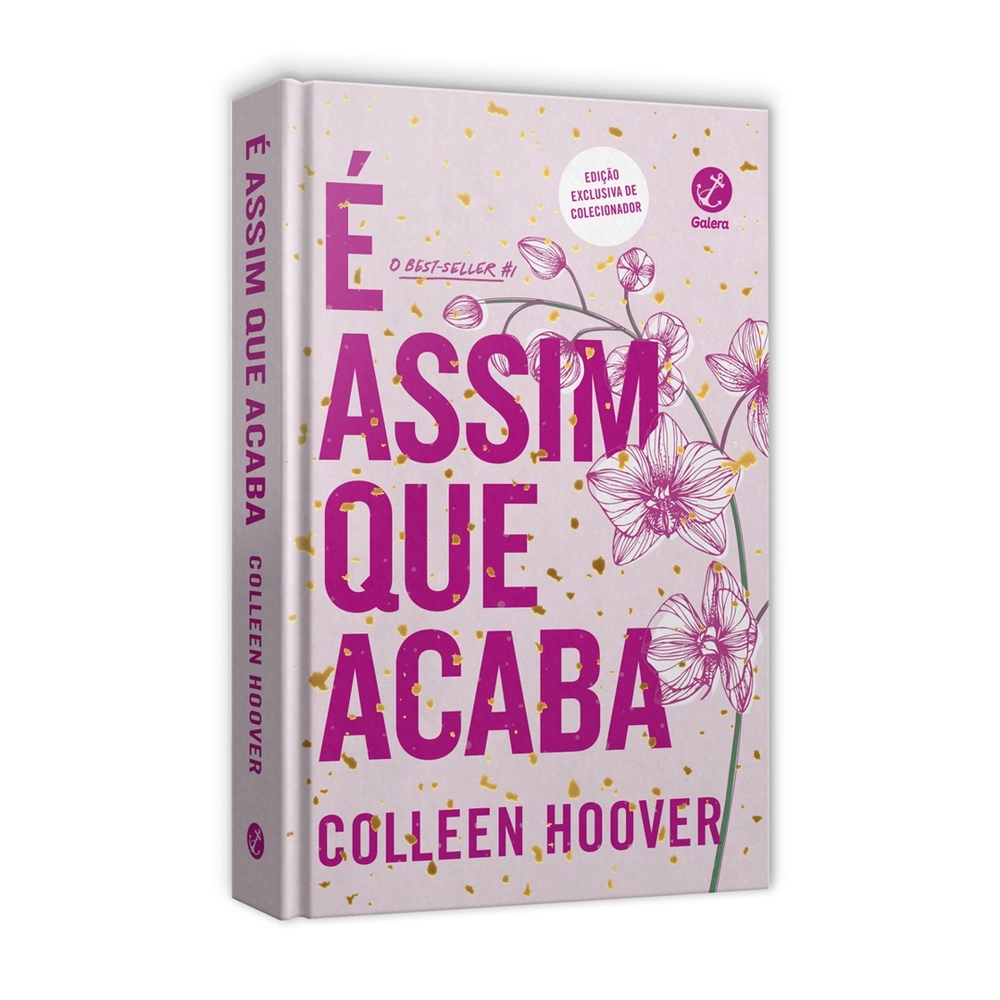 É ASSIM QUE ACABA COLLEEN HOOVER
EDIÇÃO
EXCLUSIVA DE
COLECIONADOR
Galera
É
O BEST-SELLER #1
ASSIM
QUE
ACABA
COLLEEN HOOVER